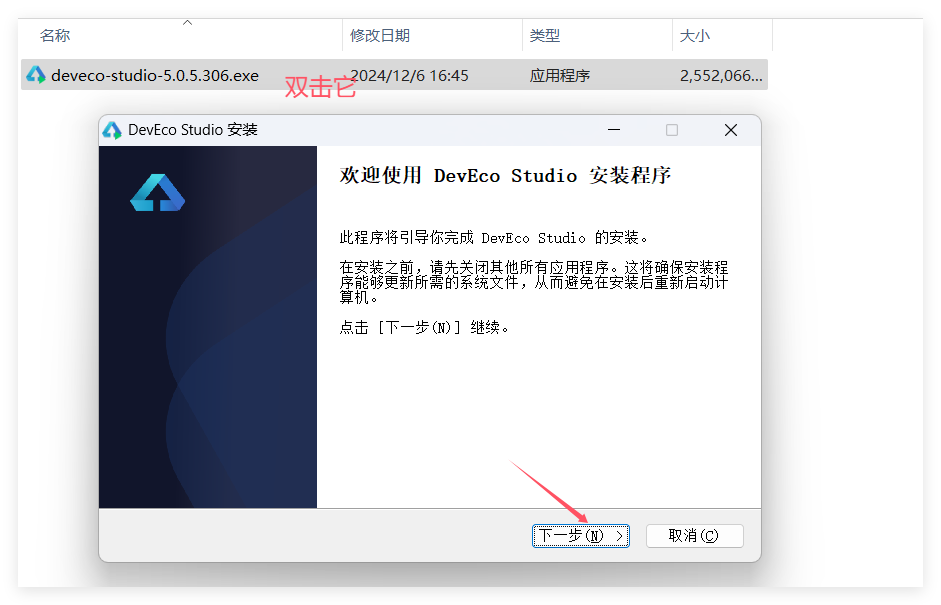 名称 修改日期 类型 大小
deveco-studio-5.0.5.306.exe 2024/12/6 16:45 应用程序 2,552,066...
双击它
DevEco Studio 安装
欢迎使用 DevEco Studio 安装程序
此程序将引导你完成 DevEco Studio 的安装。
在安装之前，请先关闭其他所有应用程序。这将确保安装程
序能够更新所需的系统文件，从而避免在安装后重新启动计
算机。
点击 [下一步(N)] 继续。
下一步(N) >
取消(C)